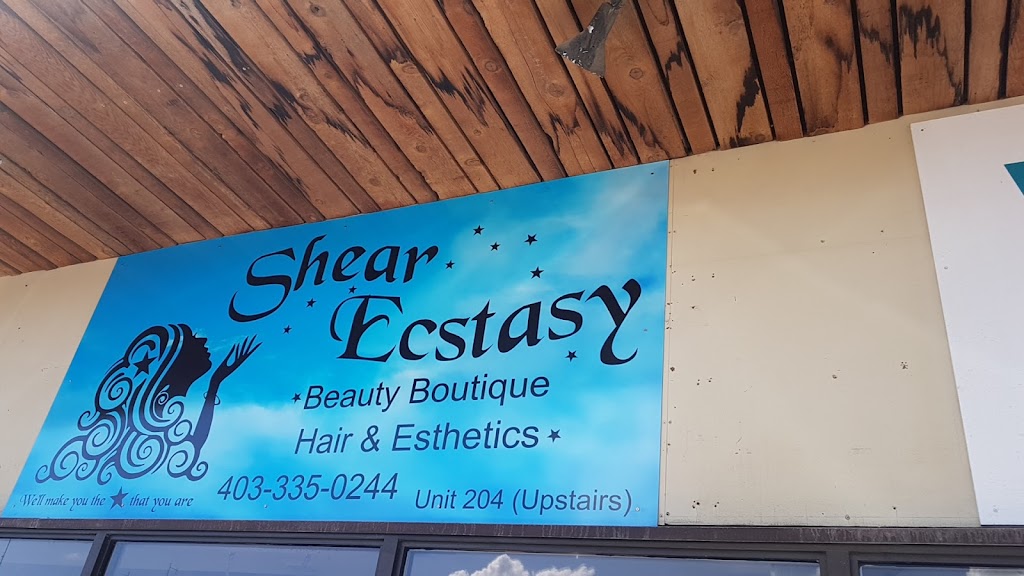 Shear
Ecstasy
Beauty Boutique
Hair & Esthetics
403-335-0244
Unit 204 (Upstairs)
We'll make you the ★ that you are